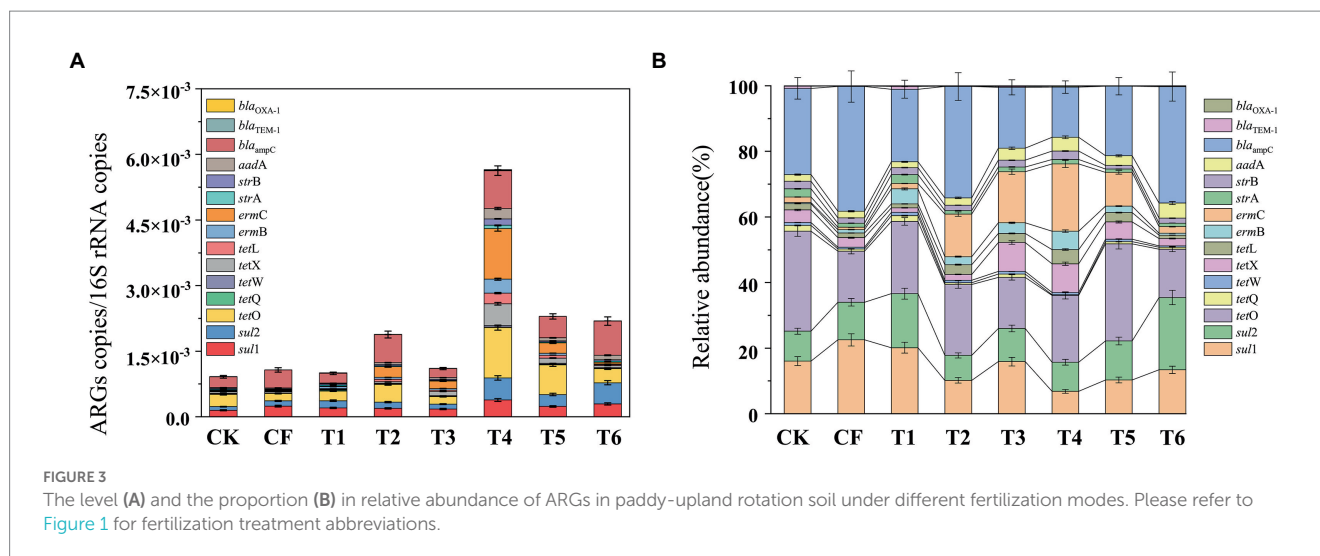 A
ARGs copies/16S rRNA copies
7.5×10⁻³
6.0×10⁻³
4.5×10⁻³
3.0×10⁻³
1.5×10⁻³
0.0
blaOXA-1
blaTEM-1
blaampC
aadA
strB
strA
ermC
ermB
tetL
tetX
tetW
tetQ
tetO
sul2
sul1
CK CF T1 T2 T3 T4 T5 T6
B
Relative abundance(%)
100
80
60
40
20
0
CK CF T1 T2 T3 T4 T5 T6
blaOXA-1
blaTEM-1
blaampC
aadA
strB
strA
ermC
ermB
tetL
tetX
tetW
tetQ
tetO
sul2
sul1
FIGURE 3
The level (A) and the proportion (B) in relative abundance of ARGs in paddy-upland rotation soil under different fertilization modes. Please refer to
Figure 1 for fertilization treatment abbreviations.